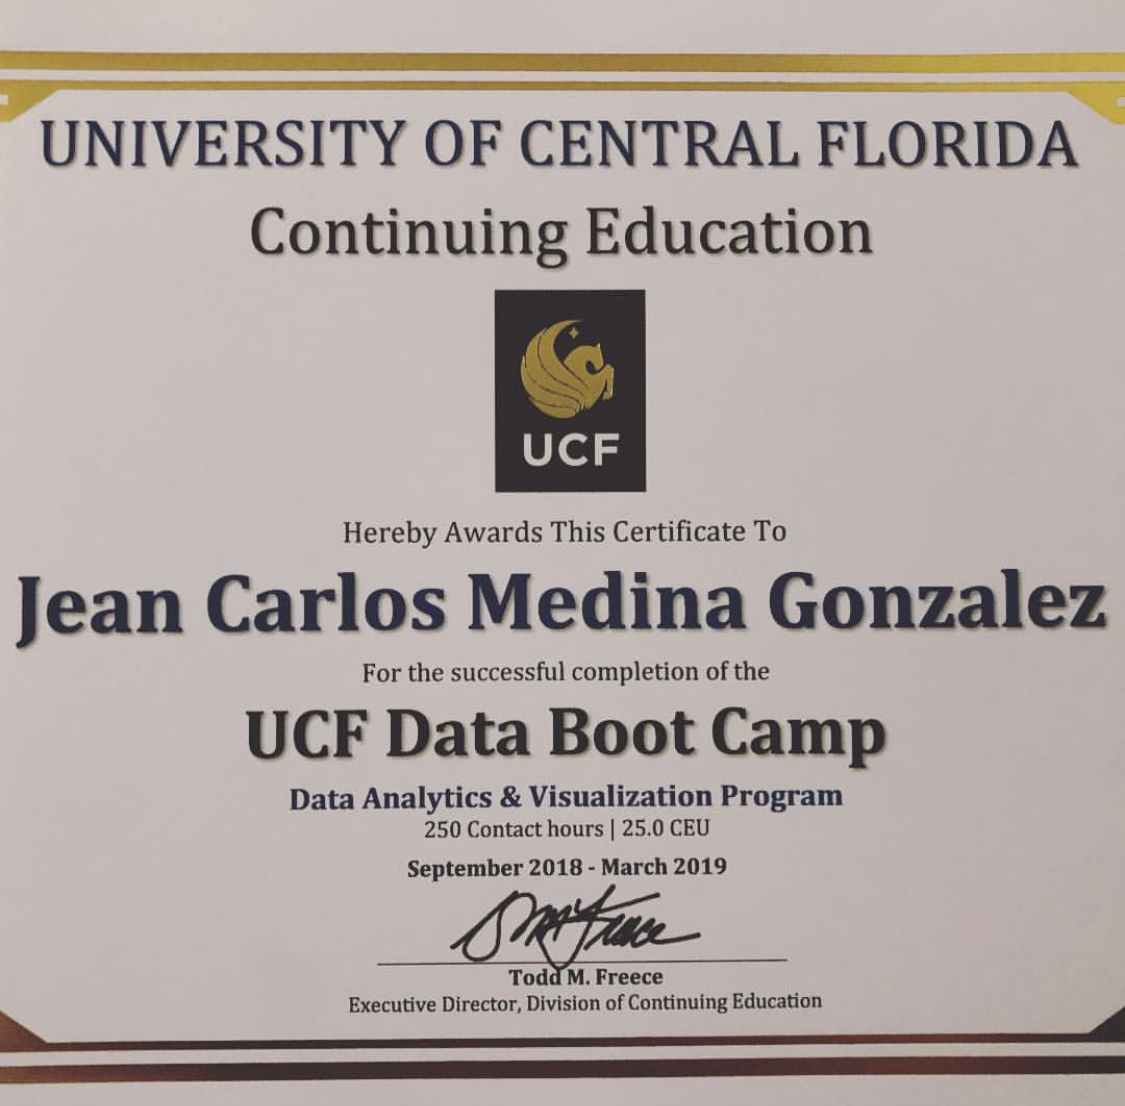 UNIVERSITY OF CENTRAL FLORIDA
Continuing Education
UCF
Hereby Awards This Certificate To
Jean Carlos Medina Gonzalez
For the successful completion of the
UCF Data Boot Camp
Data Analytics & Visualization Program
250 Contact hours | 25.0 CEU
September 2018 - March 2019
Todd M. Freece
Executive Director, Division of Continuing Education